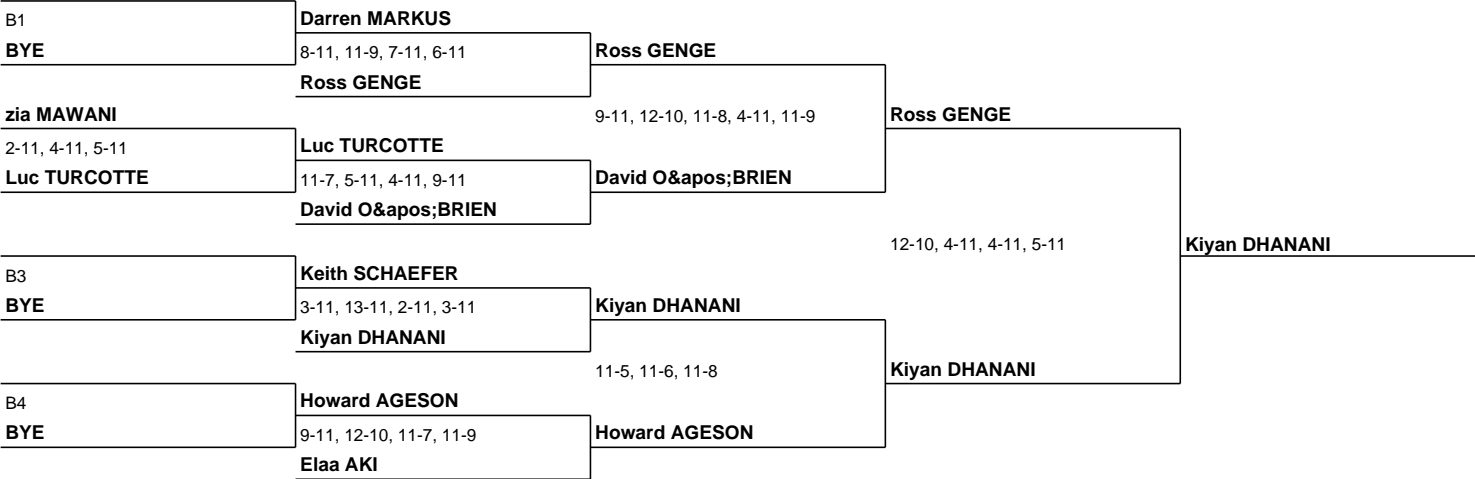 B1
BYE
Darren MARKUS
8-11, 11-9, 7-11, 6-11
Ross GENGE
Ross GENGE
zia MAWANI
2-11, 4-11, 5-11
Luc TURCOTTE
Luc TURCOTTE
11-7, 5-11, 4-11, 9-11
David O&apos;BRIEN
9-11, 12-10, 11-8, 4-11, 11-9
David O&apos;BRIEN
Ross GENGE
B3
BYE
Keith SCHAEFER
3-11, 13-11, 2-11, 3-11
Kiyan DHANANI
Kiyan DHANANI
B4
BYE
Howard AGESON
9-11, 12-10, 11-7, 11-9
Elaa AKI
11-5, 11-6, 11-8
Howard AGESON
Kiyan DHANANI
12-10, 4-11, 4-11, 5-11
Kiyan DHANANI